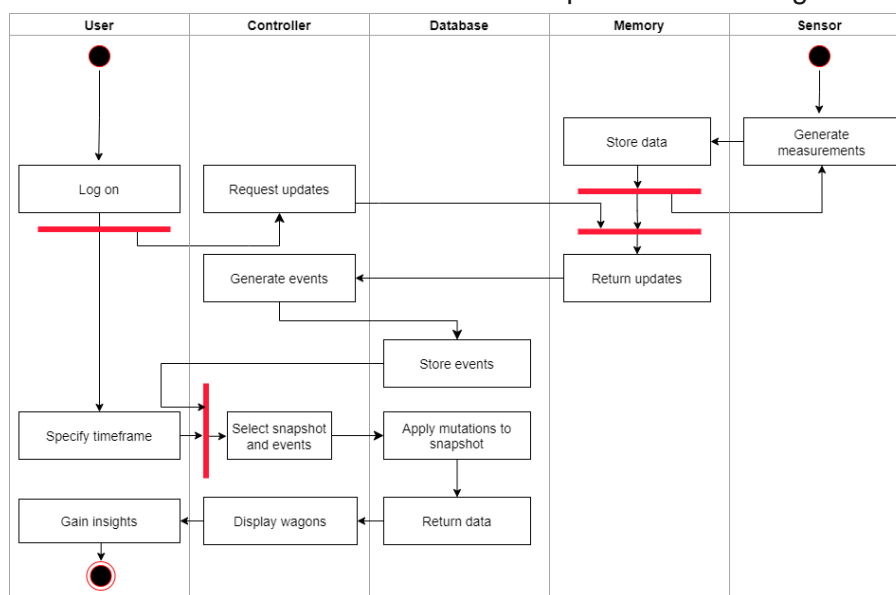 User
Controller
Database
Memory
Sensor
Store data
Generate
measurements
Log on
Request updates
Generate events
Return updates
Store events
Specify timeframe
Select snapshot
and events
Apply mutations to
snapshot
Gain insights
Display wagons
Return data